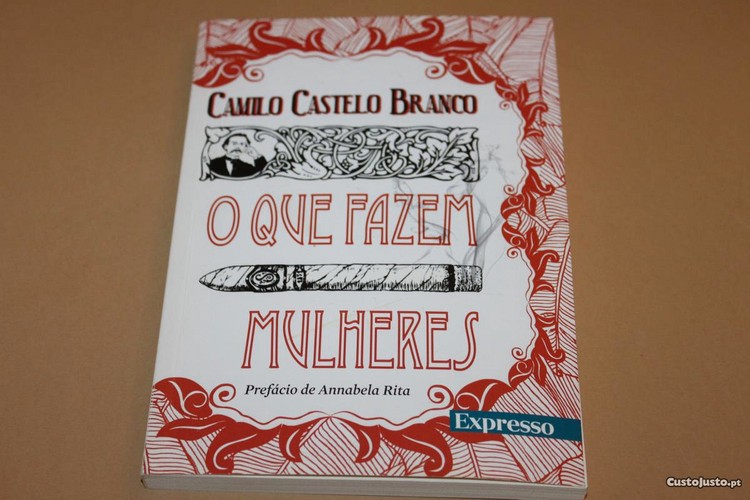 CAMILO CASTELO BRANCO
O QUE FAZEM
MULHERES
Prefácio de Annabela Rita
Expresso
CustoJusto.pt